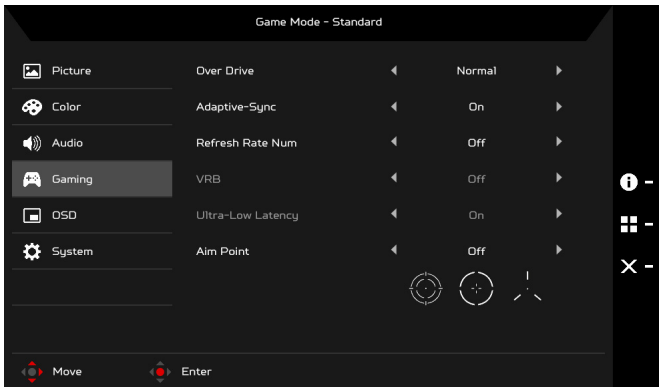 Game Mode - Standard
Picture Over Drive Normal
Color Adaptive-Sync On
Audio Refresh Rate Num Off
Gaming VRB Off
OSD Ultra-Low Latency On
System Aim Point Off
Move Enter